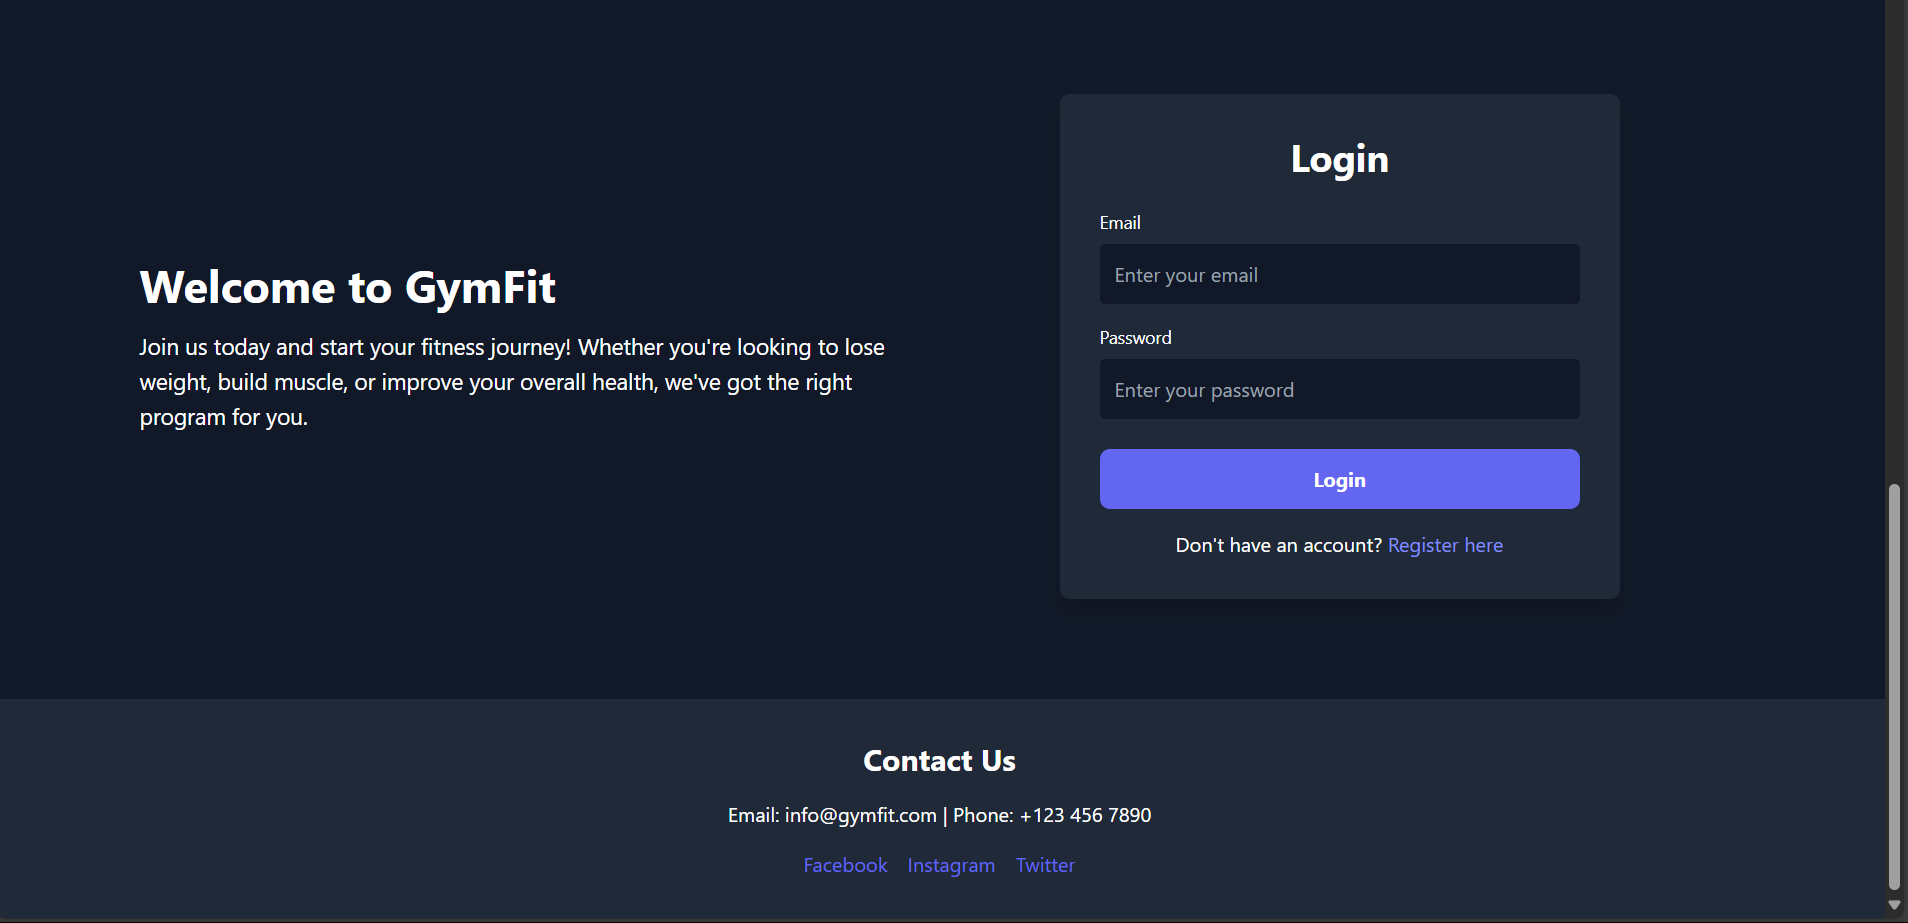 Welcome to GymFit
Join us today and start your fitness journey! Whether you're looking to lose
weight, build muscle, or improve your overall health, we've got the right
program for you.
Login
Email
Enter your email
Password
Enter your password
Login
Don't have an account? Register here
Contact Us
Email: info@gymfit.com | Phone: +123 456 7890
Facebook Instagram Twitter